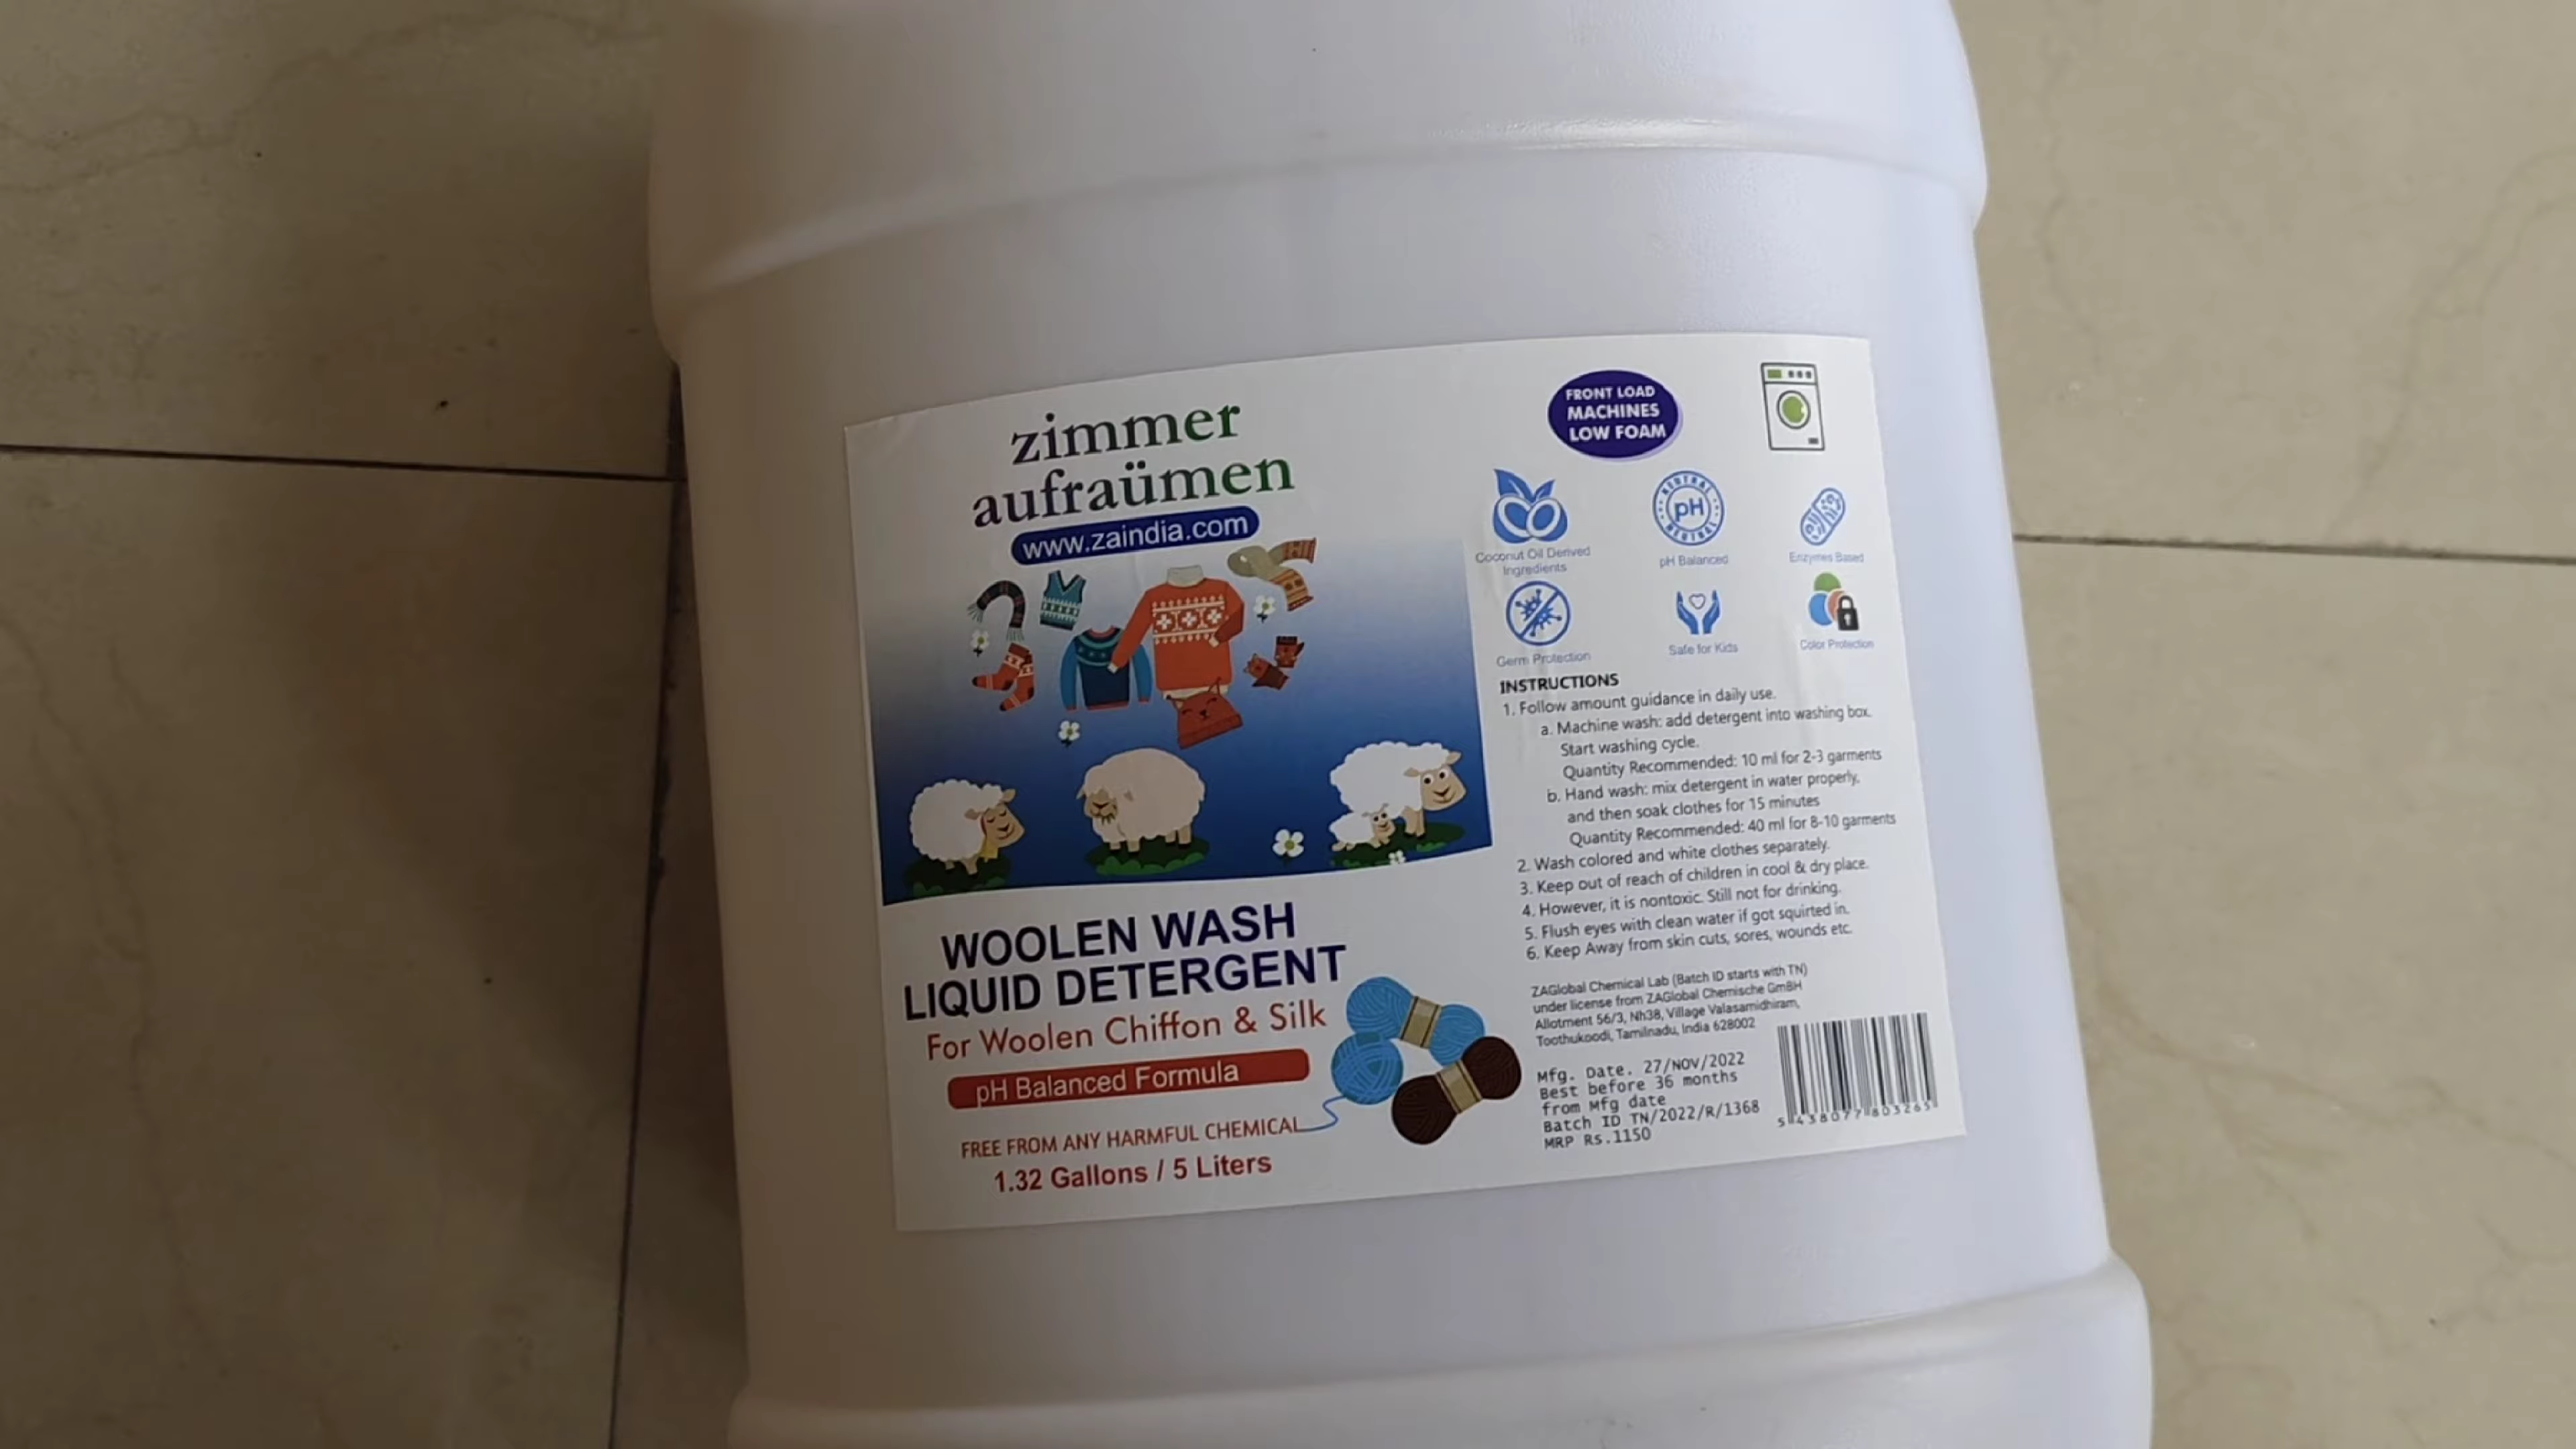 zimmer
aufraümen
www.zaindia.com
WOOLEN WASH
LIQUID DETERGENT
For Woolen Chiffon & Silk
pH Balanced Formula
FREE FROM ANY HARMFUL CHEMICAL
1.32 Gallons / 5 Liters
FRONT LOAD
MACHINES
LOW FOAM
Coconut Oil Derived
Ingredients
pH
pH Balanced
Enzymes Based
Germ Protection
Safe for Kids
Color Protection
INSTRUCTIONS
1. Follow amount guidance in daily use.
a. Machine wash: add detergent into washing box.
Start washing cycle.
Quantity Recommended: 10 ml for 2-3 garments
b. Hand wash: mix detergent in water properly.
and then soak clothes for 15 minutes
Quantity Recommended: 40 ml for 8-10 garments
2. Wash colored and white clothes separately.
3. Keep out of reach of children in cool & dry place.
4. However, it is nontoxic. Still not for drinking.
5. Flush eyes with clean water if got squirted in.
6. Keep Away from skin cuts, sores, wounds etc.
ZAGlobal Chemical Lab (Batch ID starts with TN)
under license from ZAGlobal Chemische GmBH
Allotment 56/3, Nh38, Village Valasamidhiram,
Toothukoodi, Tamilnadu, India 628002
Mfg. Date. 27/NOV/2022
Best before 36 months
from Mfg date
Batch ID TN/2022/R/1368
MRP Rs.1150
5 438077 803265